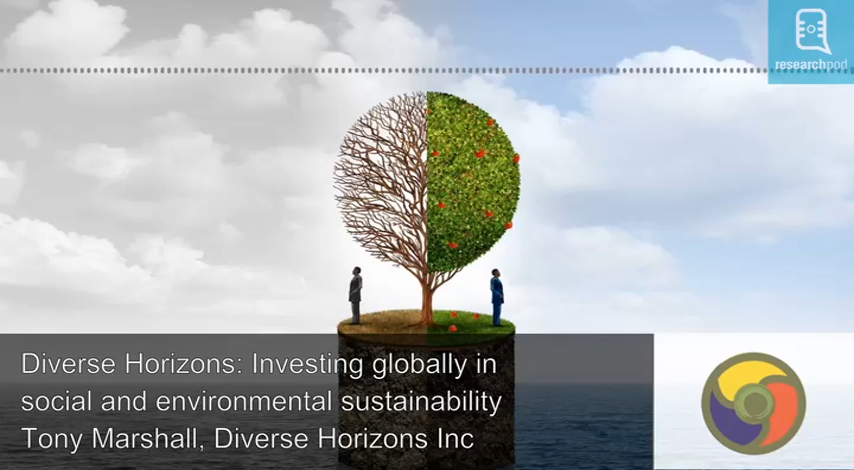 researchpod
Diverse Horizons: Investing globally in
social and environmental sustainability
Tony Marshall, Diverse Horizons Inc